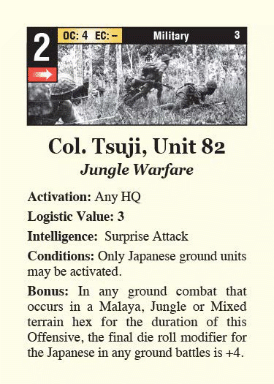 2
OC: 4 EC: –
Military
3
Col. Tsuji, Unit 82
Jungle Warfare
Activation: Any HQ
Logistic Value: 3
Intelligence: Surprise Attack
Conditions: Only Japanese ground units
may be activated.
Bonus: In any ground combat that
occurs in a Malaya, Jungle or Mixed
terrain hex for the duration of this
Offensive, the final die roll modifier for
the Japanese in any ground battles is +4.